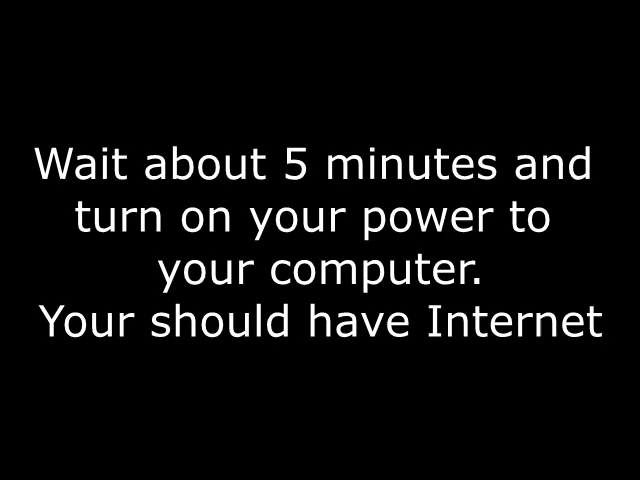 Wait about 5 minutes and
turn on your power to
your computer.
Your should have Internet